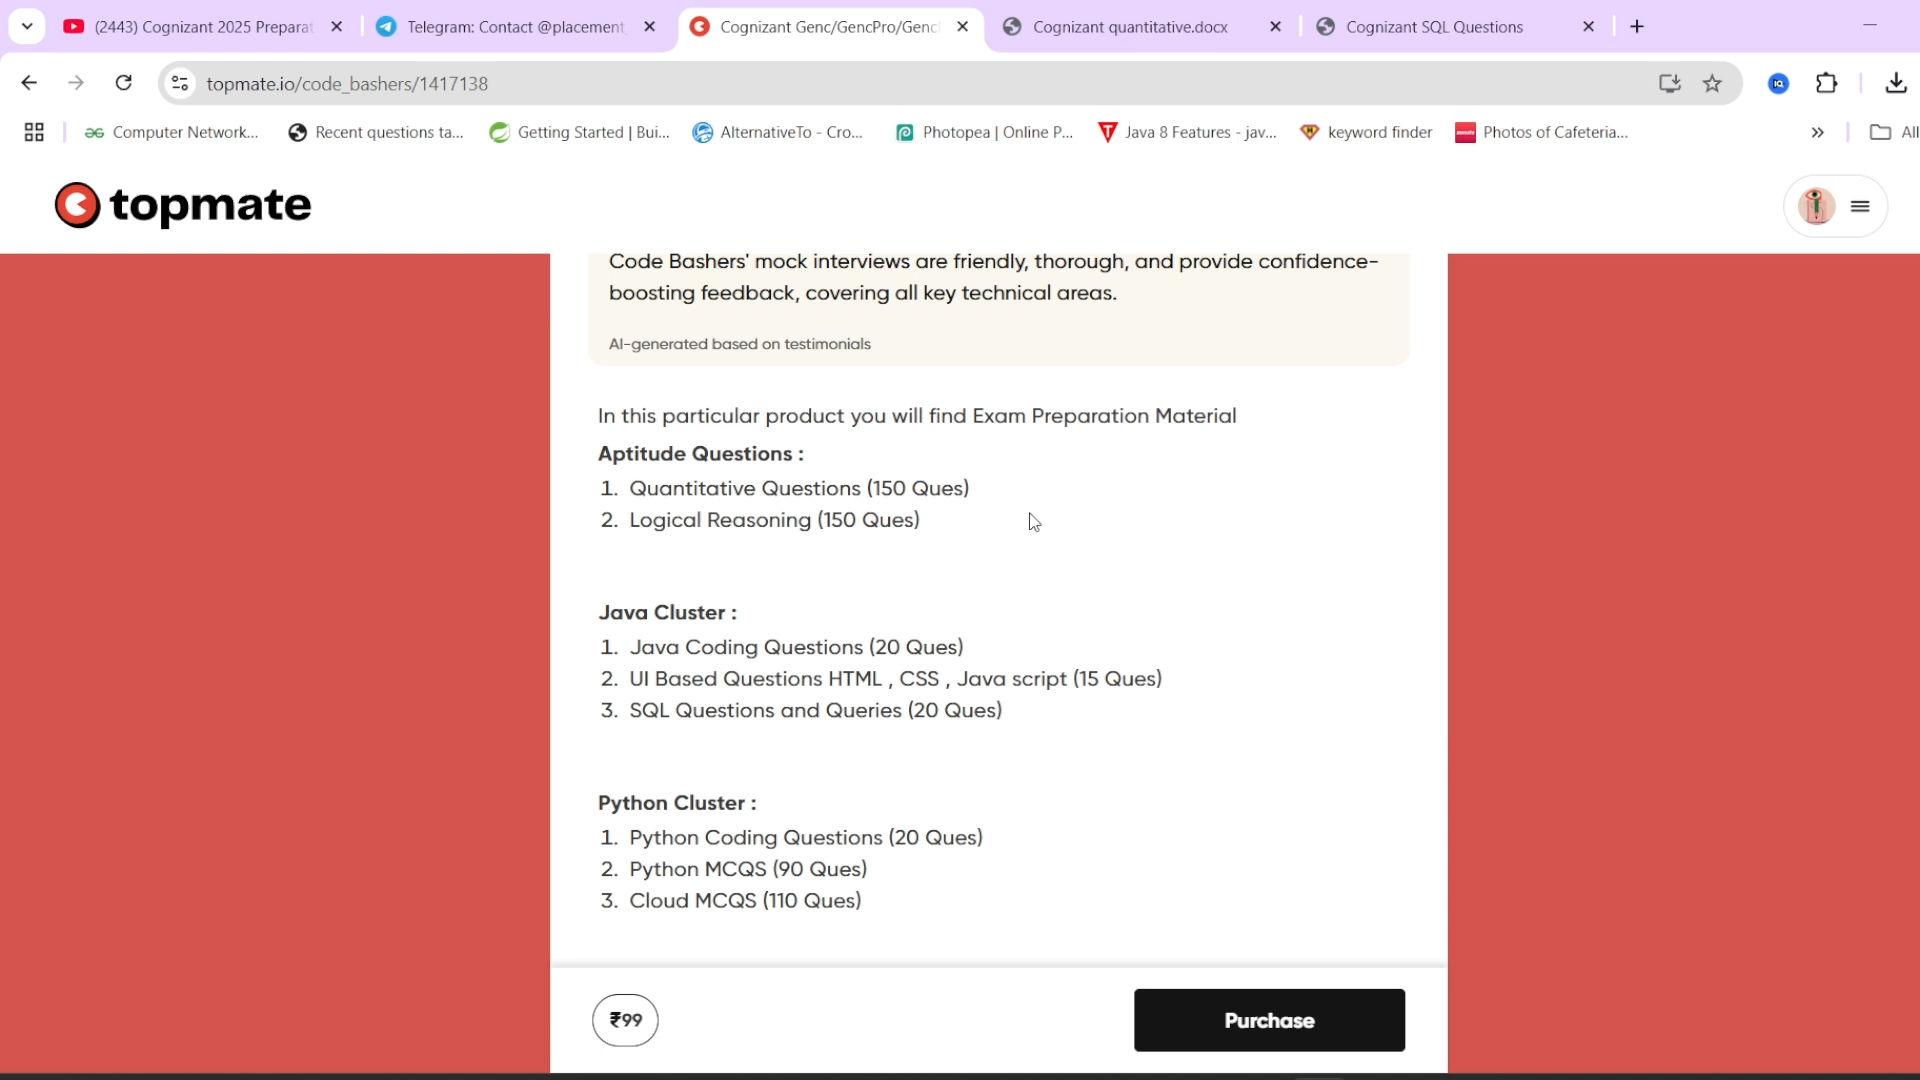 (2443) Cognizant 2025 Preparat
Telegram: Contact @placement
Cognizant Genc/GencPro/Genc
Cognizant quantitative.docx
Cognizant SQL Questions
topmate.io/code_bashers/1417138
Computer Network...
Recent questions ta...
Getting Started | Bui...
AlternativeTo - Cro...
Photopea | Online P...
Java 8 Features - jav...
keyword finder
Photos of Cafeteria...
»
All
topmate
Code Bashers' mock interviews are friendly, thorough, and provide confidence-
boosting feedback, covering all key technical areas.
AI-generated based on testimonials
In this particular product you will find Exam Preparation Material
Aptitude Questions :
1. Quantitative Questions (150 Ques)
2. Logical Reasoning (150 Ques)
Java Cluster :
1. Java Coding Questions (20 Ques)
2. UI Based Questions HTML , CSS , Java script (15 Ques)
3. SQL Questions and Queries (20 Ques)
Python Cluster :
1. Python Coding Questions (20 Ques)
2. Python MCQS (90 Ques)
3. Cloud MCQS (110 Ques)
₹99
Purchase